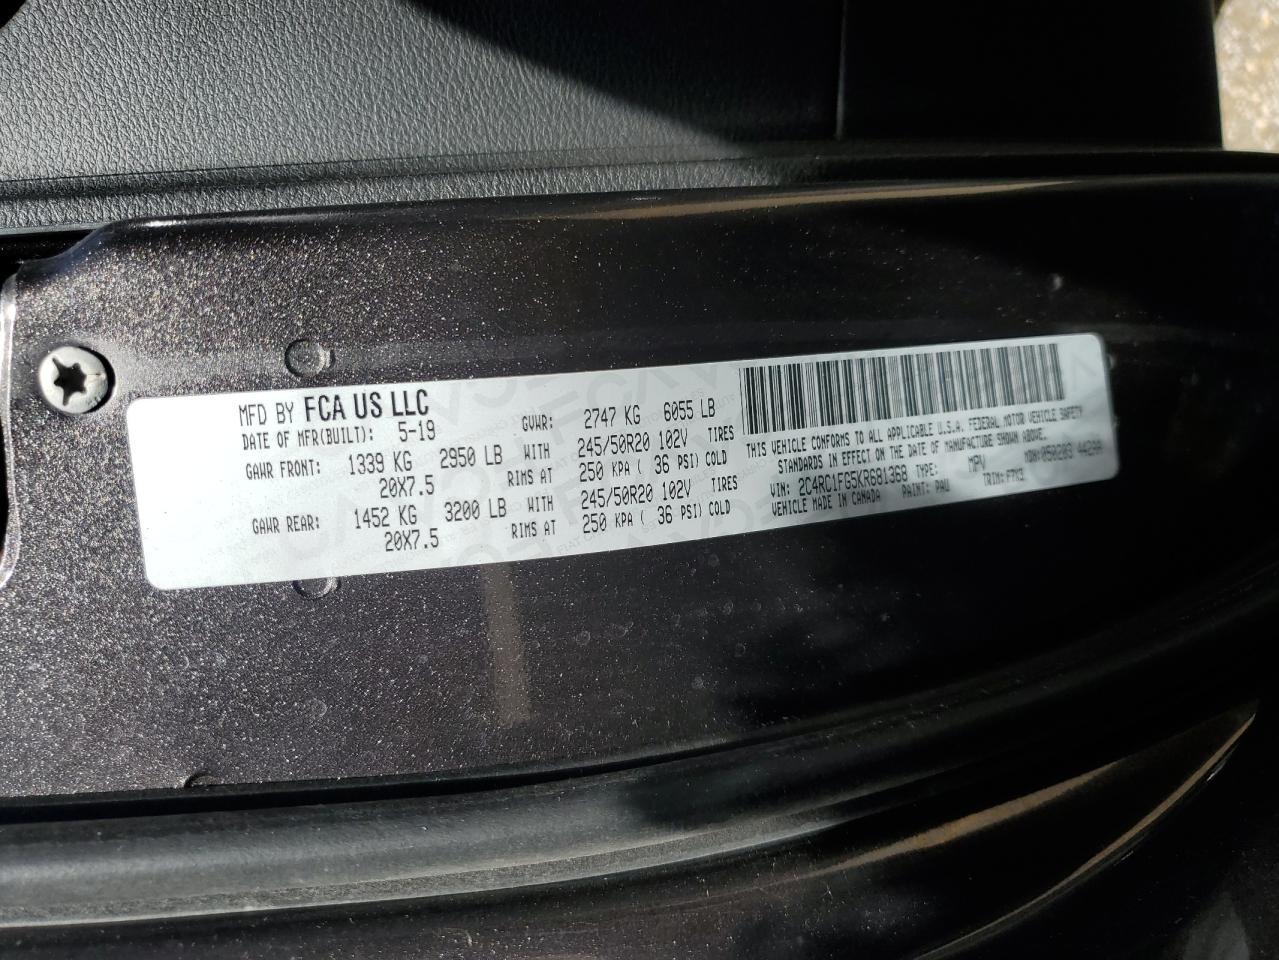 MFD BY FCA US LLC
DATE OF MFR(BUILT): 5-19 GVWR: 2747 KG 6055 LB
GAWR FRONT: 1339 KG 2950 LB WITH 245/50R20 102V TIRES
20X7.5 RIMS AT 250 KPA ( 36 PSI) COLD
GAWR REAR: 1452 KG 3200 LB WITH 245/50R20 102V TIRES
20X7.5 RIMS AT 250 KPA ( 36 PSI) COLD
THIS VEHICLE CONFORMS TO ALL APPLICABLE U.S.A. FEDERAL MOTOR VEHICLE SAFETY
STANDARDS IN EFFECT ON THE DATE OF MANUFACTURE SHOWN ABOVE.
VIN: 2C4RC1FG5KR681368 TYPE: MPV MDH:
VEHICLE MADE IN CANADA PAINT: PAU TRIM: